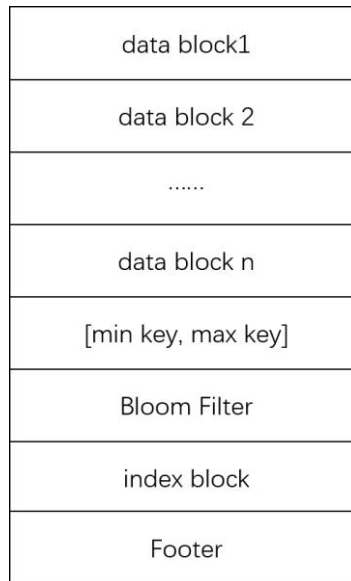 data block1
data block 2
......
data block n
[min key, max key]
Bloom Filter
index block
Footer